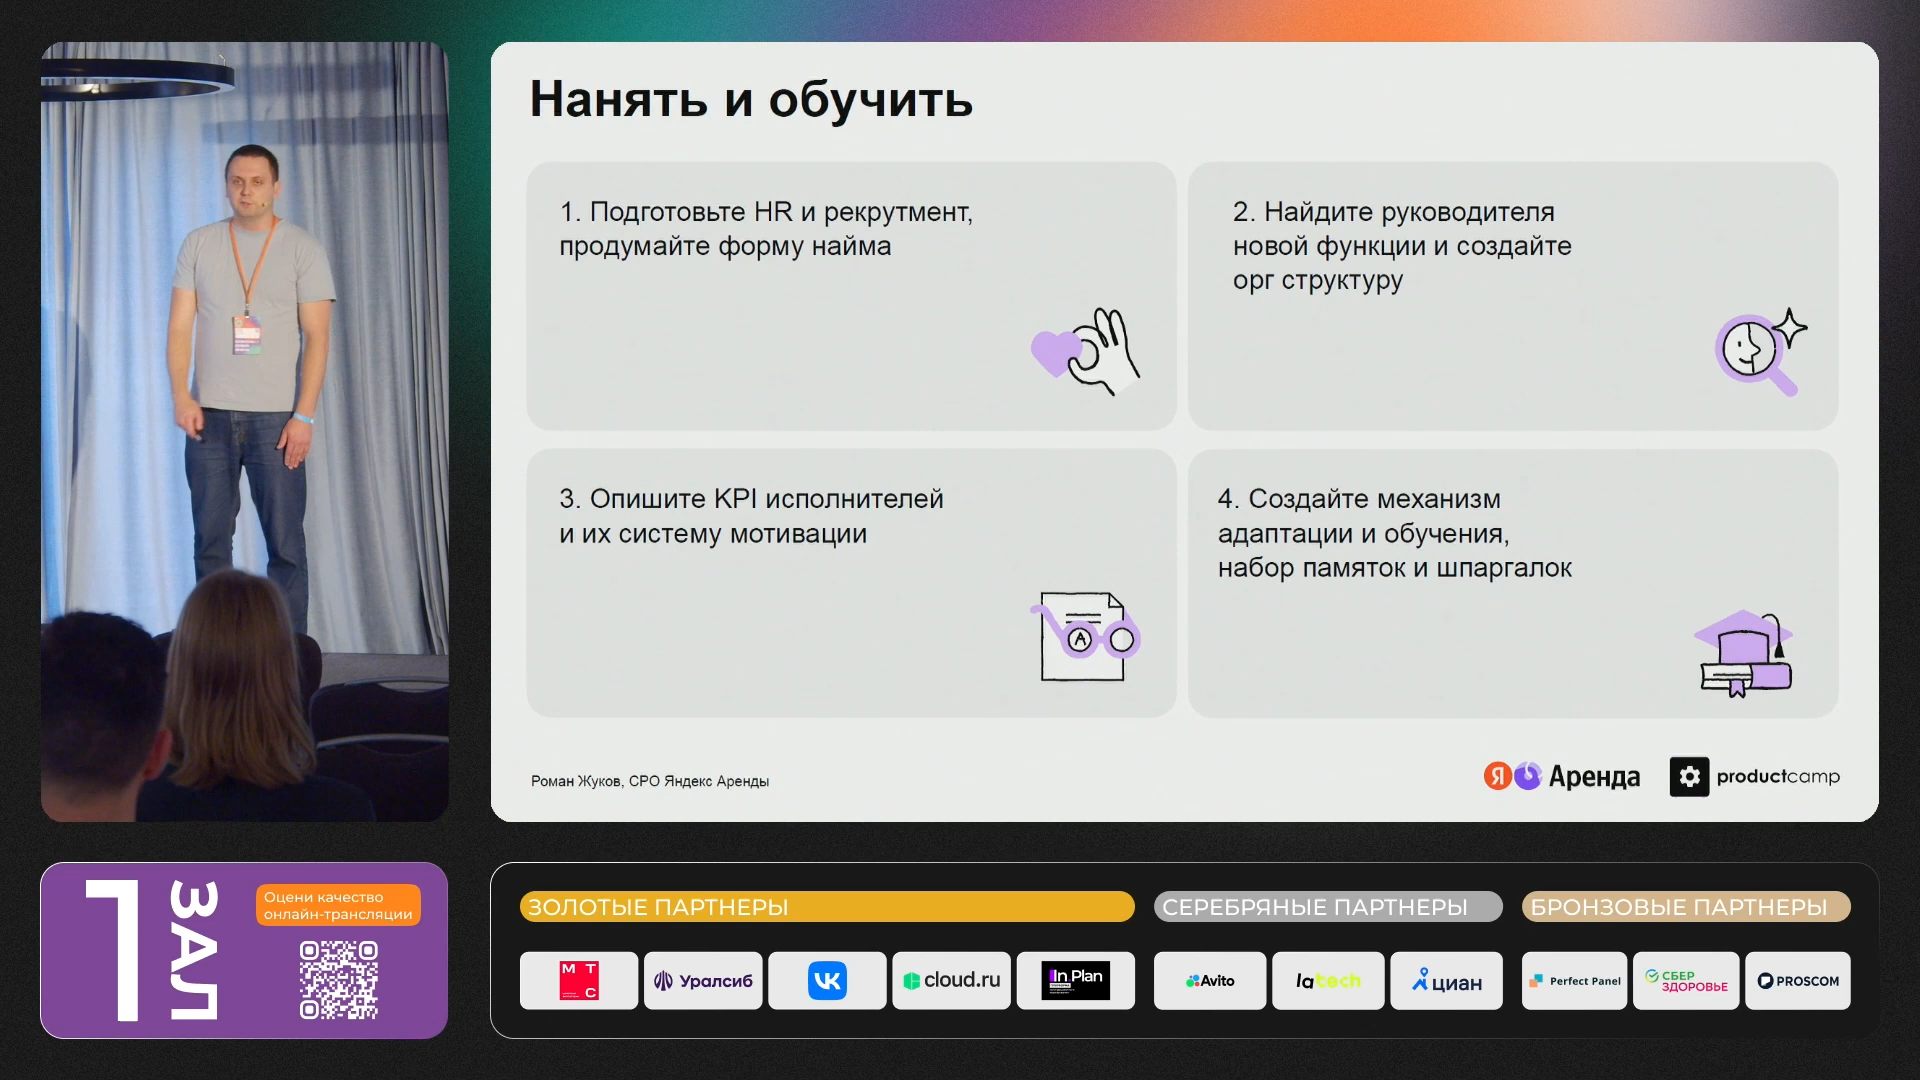 Нанять и обучить
1. Подготовьте HR и рекрутмент,
продумайте форму найма
2. Найдите руководителя
новой функции и создайте
орг структуру
3. Опишите KPI исполнителей
и их систему мотивации
4. Создайте механизм
адаптации и обучения,
набор памяток и шпаргалок
Роман Жуков, CPO Яндекс Аренды
Я Аренда
productcamp
1 ЗАЛ
Оцени качество
онлайн-трансляции
ЗОЛОТЫЕ ПАРТНЕРЫ
МТС
Уралсиб
VK
cloud.ru
In Plan
СЕРЕБРЯНЫЕ ПАРТНЕРЫ
Avito
latech
циан
БРОНЗОВЫЕ ПАРТНЕРЫ
Perfect Panel
СБЕР
ЗДОРОВЬЕ
PROSCOM